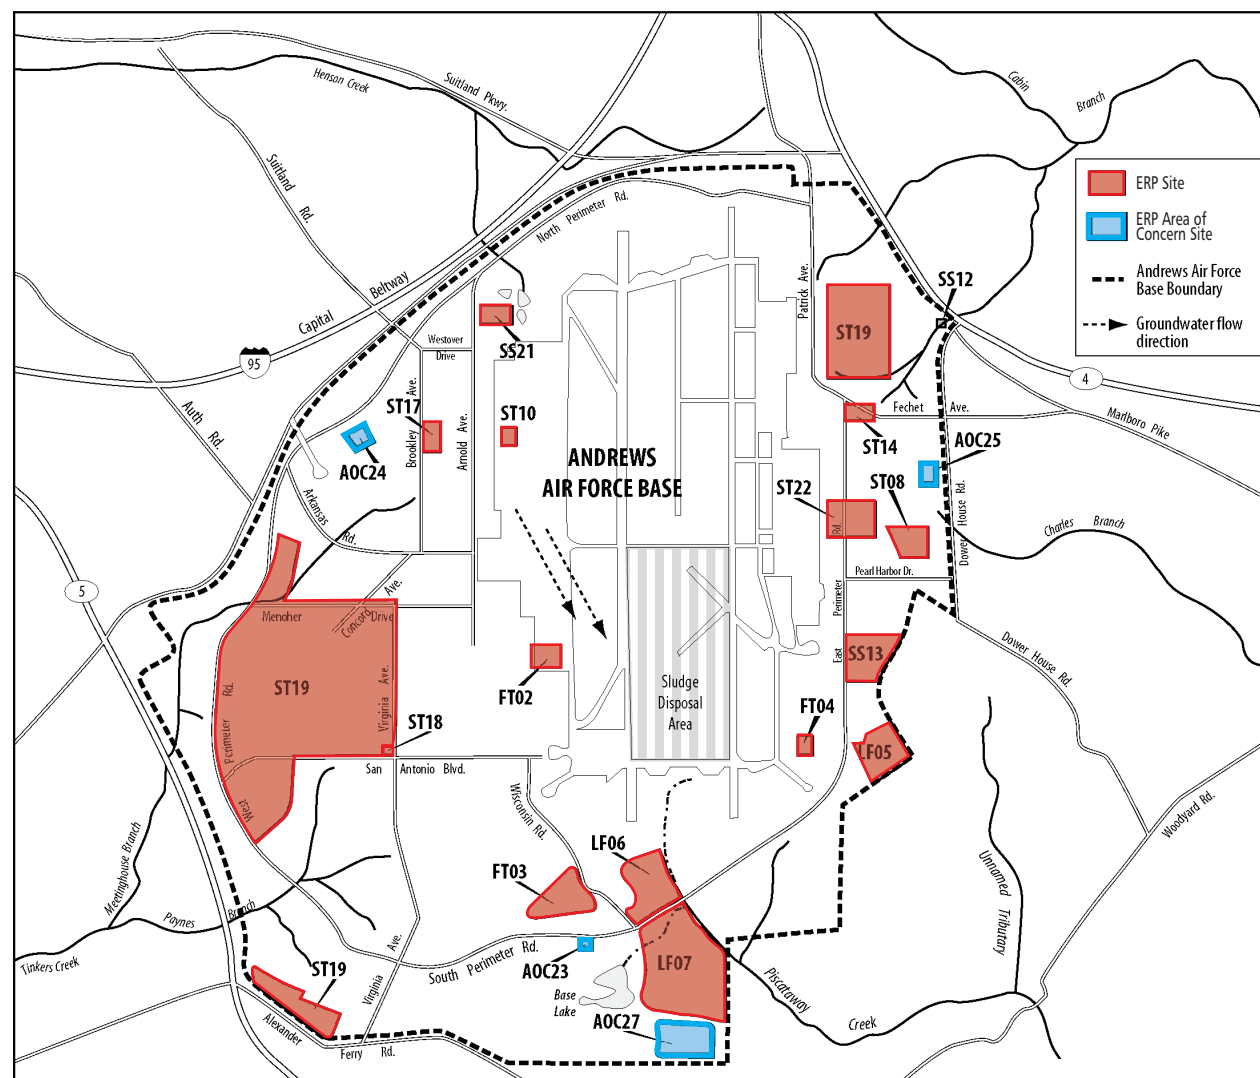 Henson Creek
Suitland Pkwy.
Cabin
Branch
Suitland
Rd.
North Perimeter Rd.
Capital
Beltway
95
Patrick Ave.
SS12
ERP Site
ERP Area of
Concern Site
Andrews Air Force
Base Boundary
Groundwater flow
direction
4
ST19
SS21
Westover
Drive
Auth Rd.
ST17
ST10
Brookley Ave.
Arnold Ave.
AOC24
ANDREWS
AIR FORCE BASE
Fechet Ave.
Marlboro Pike
ST14
AOC25
ST08
ST22
Arkansas
Rd.
Rd.
Dower House Rd.
Charles Branch
Pearl Harbor Dr.
Perimeter
East
5
Menoher Drive
Concord Ave.
SS13
Dower House Rd.
ST19
Virginia Ave.
FT02
Sludge
Disposal
Area
FT04
ST18
LF05
West Perimeter Rd.
San Antonio Blvd.
Wisconsin Rd.
Woodyard Rd.
LF06
FT03
Meetinghouse Branch
Paynes Branch
Unnamed Tributary
Tinkers Creek
ST19
Virginia Ave.
South Perimeter Rd.
AOC23
LF07
Base
Lake
AOC27
Piscataway
Creek
Alexander
Ferry Rd.